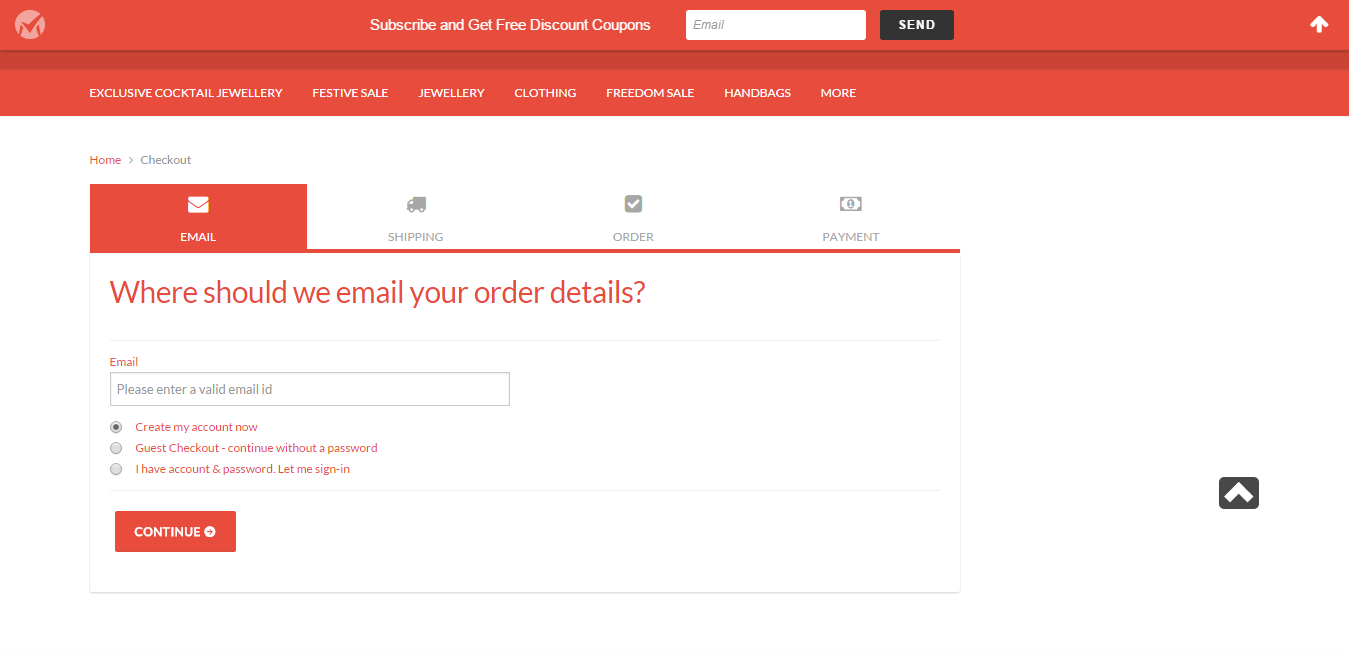 Subscribe and Get Free Discount Coupons Email SEND
EXCLUSIVE COCKTAIL JEWELLERY FESTIVE SALE JEWELLERY CLOTHING FREEDOM SALE HANDBAGS MORE
Home > Checkout
EMAIL SHIPPING ORDER PAYMENT
Where should we email your order details?
Email
Please enter a valid email id
Create my account now
Guest Checkout - continue without a password
I have account & password. Let me sign-in
CONTINUE